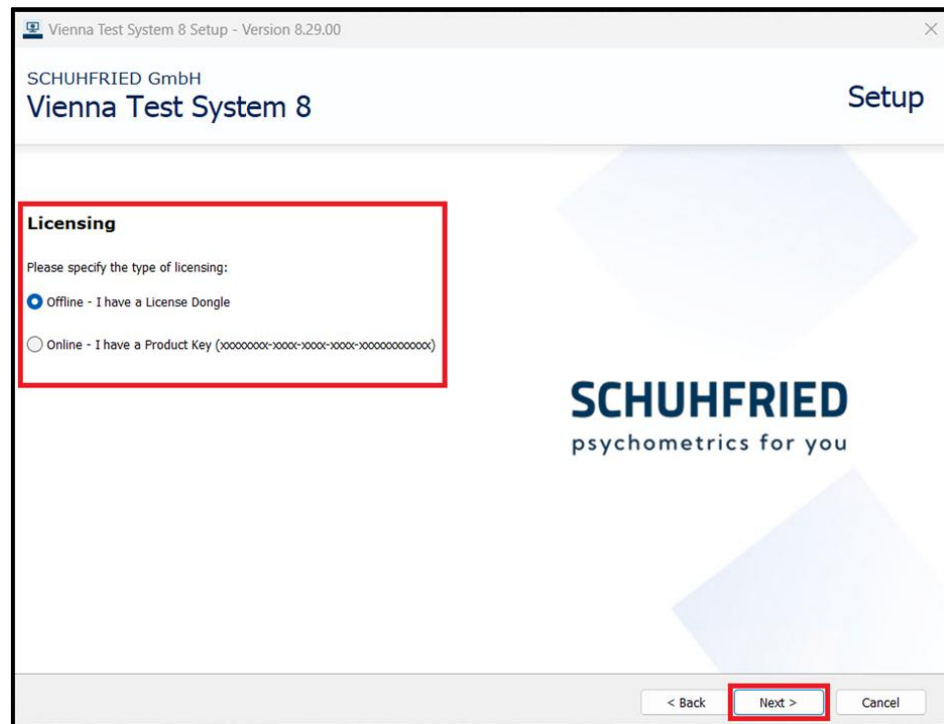 Vienna Test System 8 Setup - Version 8.29.00
SCHUHFRIED GmbH
Vienna Test System 8
Setup
Licensing
Please specify the type of licensing:
Offline - I have a License Dongle
Online - I have a Product Key (xxxxxxxx-xxxx-xxxx-xxxx-xxxxxxxxxxxx)
SCHUHFRIED
psychometrics for you
< Back
Next >
Cancel